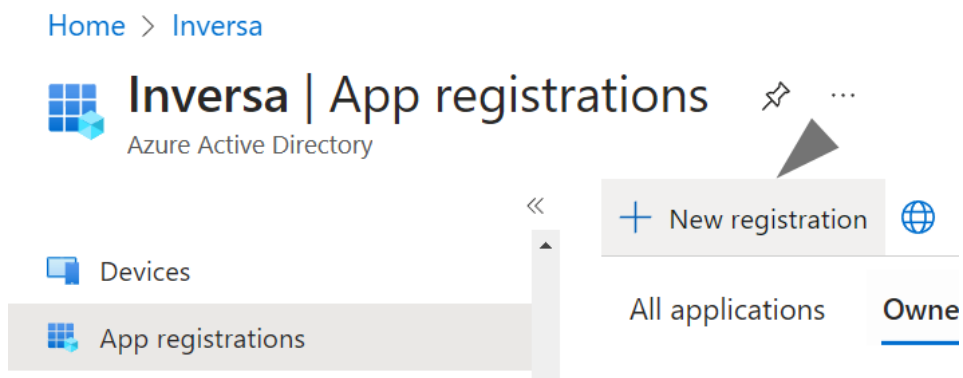 Home > Inversa
Inversa | App registrations
Azure Active Directory
New registration
Devices
App registrations
All applications